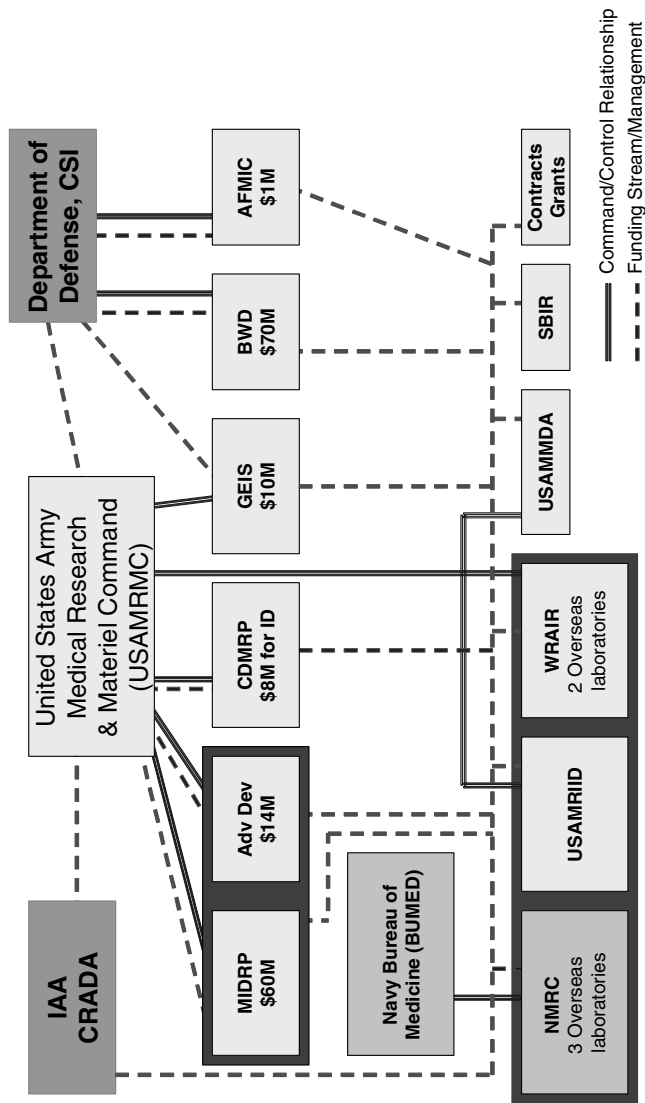 IAA
CRADA
United States Army
Medical Research
& Materiel Command
(USAMRMC)
Department of
Defense, CSI
MIDRP
$60M
Adv Dev
$14M
CDMRP
$8M for ID
GEIS
$10M
BWD
$70M
AFMIC
$1M
Navy Bureau of
Medicine (BUMED)
NMRC
3 Overseas
laboratories
USAMRIID
WRAIR
2 Overseas
laboratories
USAMMDA
SBIR
Contracts
Grants
Command/Control Relationship
Funding Stream/Management